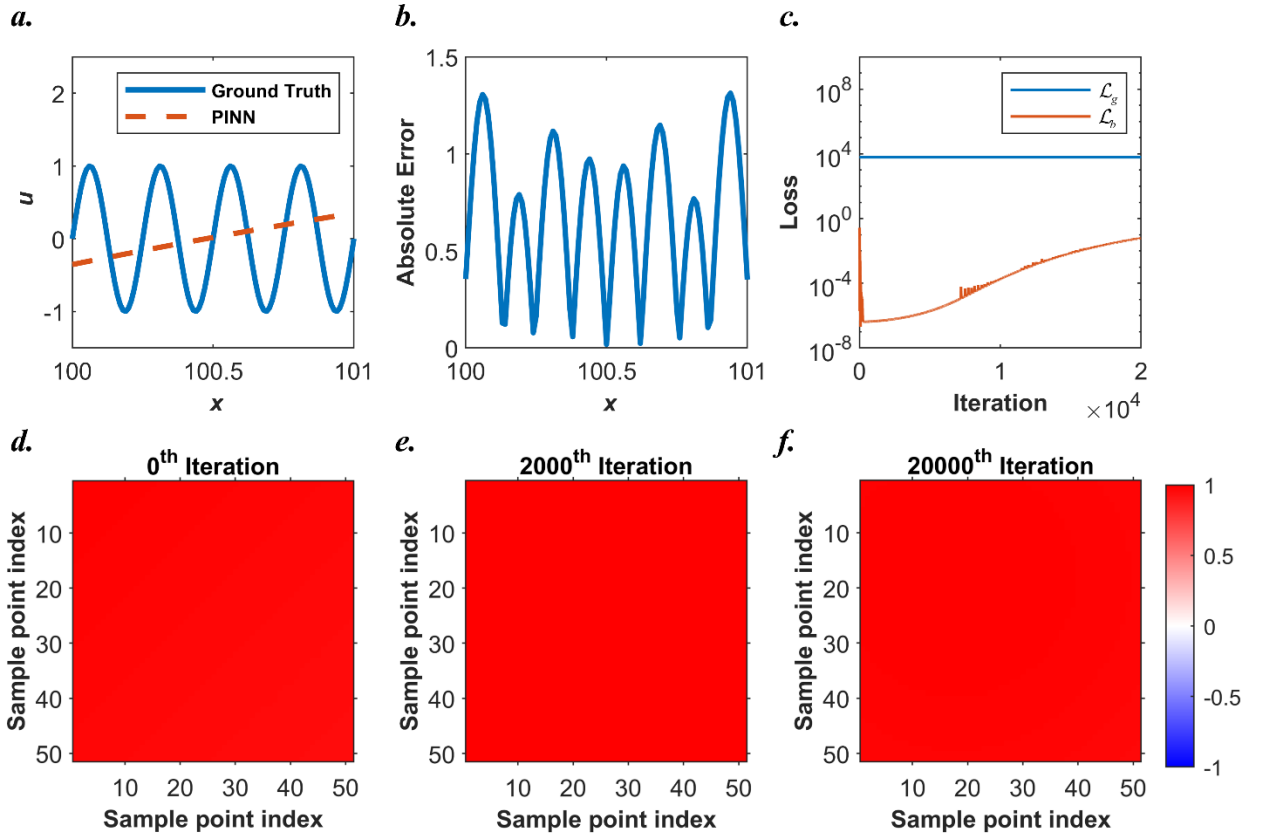 a.
2
1
0
-1
u
Ground Truth
PINN
100
100.5
101
x
b.
1.5
1
0.5
0
Absolute Error
100
100.5
101
x
c.
10^8
10^4
10^0
10^-4
10^-8
Loss
ℒ_g
ℒ_b
0
1
2
Iteration
×10^4
d.
0^th Iteration
10
20
30
40
50
Sample point index
10 20 30 40 50
Sample point index
e.
2000^th Iteration
10
20
30
40
50
Sample point index
10 20 30 40 50
Sample point index
f.
20000^th Iteration
10
20
30
40
50
Sample point index
10 20 30 40 50
Sample point index
1
0.5
0
-0.5
-1